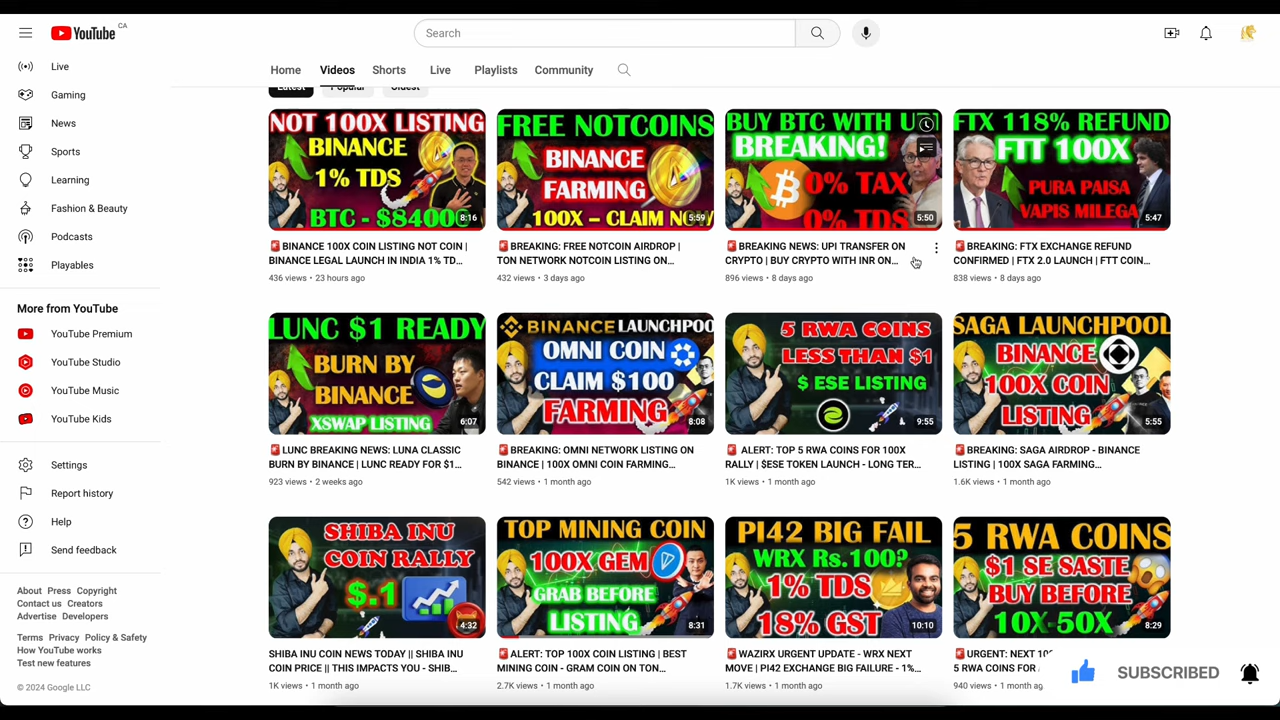 YouTube CA
Search
Home Videos Shorts Live Playlists Community
Latest Popular Oldest
Live
Gaming
News
Sports
Learning
Fashion & Beauty
Podcasts
Playables
More from YouTube
YouTube Premium
YouTube Studio
YouTube Music
YouTube Kids
Settings
Report history
Help
Send feedback
About Press Copyright
Contact us Creators
Advertise Developers
Terms Privacy Policy & Safety
How YouTube works
Test new features
© 2024 Google LLC
NOT 100X LISTING
BINANCE
1% TDS
BTC - $84000
8:16
🚨BINANCE 100X COIN LISTING NOT COIN |
BINANCE LEGAL LAUNCH IN INDIA 1% TD…
436 views • 23 hours ago
FREE NOTCOINS
BINANCE
FARMING
100X – CLAIM NOW
5:59
🚨BREAKING: FREE NOTCOIN AIRDROP |
TON NETWORK NOTCOIN LISTING ON…
432 views • 3 days ago
BUY BTC WITH
BREAKING!
0% TAX
0% TDS
5:50
🚨BREAKING NEWS: UPI TRANSFER ON
CRYPTO | BUY CRYPTO WITH INR ON…
896 views • 8 days ago
FTX 118% REFUND
FTT 100X
PURA PAISA
VAPIS MILEGA
5:47
🚨BREAKING: FTX EXCHANGE REFUND
CONFIRMED | FTX 2.0 LAUNCH | FTT COIN…
838 views • 8 days ago
LUNC $1 READY
BURN BY
BINANCE
XSWAP LISTING
6:07
🚨LUNC BREAKING NEWS: LUNA CLASSIC
BURN BY BINANCE | LUNC READY FOR $1…
923 views • 2 weeks ago
BINANCE LAUNCHPOO
OMNI COIN
CLAIM $100
FARMING
8:08
🚨BREAKING: OMNI NETWORK LISTING ON
BINANCE | 100X OMNI COIN FARMING…
542 views • 1 month ago
5 RWA COINS
LESS THAN $1
$ ESE LISTING
9:55
🚨 ALERT: TOP 5 RWA COINS FOR 100X
RALLY | $ESE TOKEN LAUNCH - LONG TER…
1K views • 1 month ago
SAGA LAUNCHPOOL
BINANCE
100X COIN
LISTING
5:55
🚨BREAKING: SAGA AIRDROP - BINANCE
LISTING | 100X SAGA FARMING…
1.6K views • 1 month ago
SHIBA INU
COIN RALLY
$.1
4:32
SHIBA INU COIN NEWS TODAY || SHIBA INU
COIN PRICE || THIS IMPACTS YOU - SHIB…
1K views • 1 month ago
TOP MINING COIN
100X GEM
GRAB BEFORE
LISTING
8:31
🚨ALERT: TOP 100X COIN LISTING | BEST
MINING COIN - GRAM COIN ON TON…
2.7K views • 1 month ago
PI42 BIG FAIL
WRX Rs.100?
1% TDS
18% GST
10:10
🚨WAZIRX URGENT UPDATE - WRX NEXT
MOVE | PI42 EXCHANGE BIG FAILURE - 1%…
1.7K views • 1 month ago
5 RWA COINS
$1 SE SASTE
BUY BEFORE
10X-50X
8:29
🚨URGENT: NEXT 10
5 RWA COINS FOR
940 views • 1 month ag
SUBSCRIBED